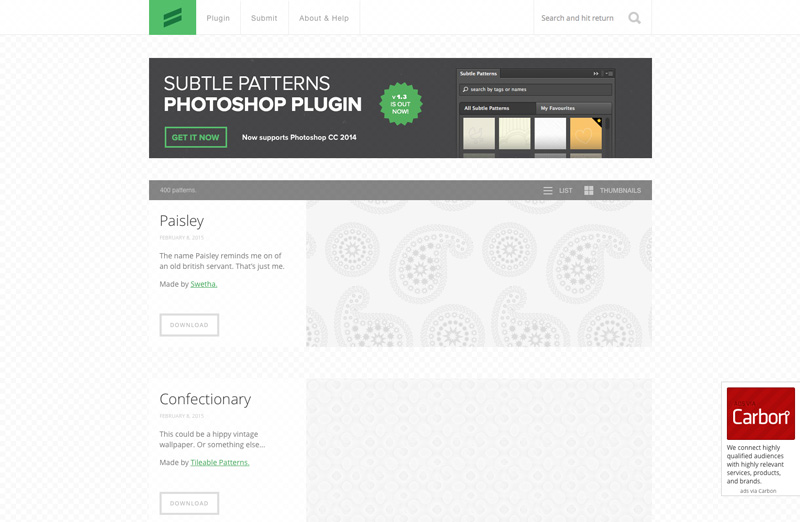 Plugin
Submit
About & Help
Search and hit return
SUBTLE PATTERNS
PHOTOSHOP PLUGIN
v 1.3
IS OUT
NOW!
GET IT NOW
Now supports Photoshop CC 2014
Subtle Patterns
search by tags or names
All Subtle Patterns
My Favourites
400 patterns.
LIST
THUMBNAILS
Paisley
FEBRUARY 8, 2015
The name Paisley reminds me on of
an old british servant. That's just me.
Made by Swetha.
DOWNLOAD
Confectionary
FEBRUARY 8, 2015
This could be a hippy vintage
wallpaper. Or something else...
Made by Tileable Patterns.
DOWNLOAD
Carbon
We connect highly
qualified audiences
with highly relevant
services, products,
and brands.
ads via Carbon